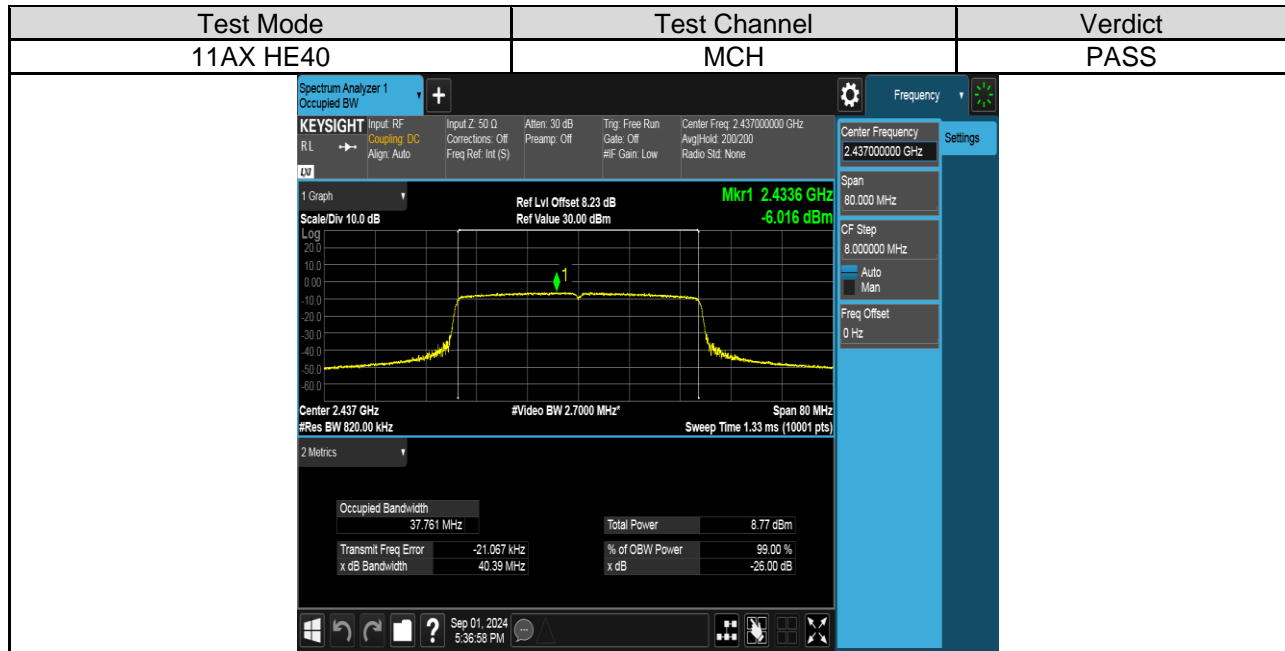 Test Mode Test Channel Verdict
11AX HE40 MCH PASS
Spectrum Analyzer 1
Occupied BW
+
Frequency
KEYSIGHT
RL
LXI
Input: RF
Coupling: DC
Align: Auto
Input Z: 50 Ω
Corrections: Off
Freq Ref: Int (S)
Atten: 30 dB
Preamp: Off
Trig: Free Run
Gate: Off
#IF Gain: Low
Center Freq: 2.437000000 GHz
Avg|Hold: 200/200
Radio Std: None
Center Frequency
2.437000000 GHz
Settings
Span
80.000 MHz
CF Step
8.000000 MHz
Auto
Man
Freq Offset
0 Hz
1 Graph
Scale/Div 10.0 dB
Ref Lvl Offset 8.23 dB
Ref Value 30.00 dBm
Mkr1 2.4336 GHz
-6.016 dBm
Log
20.0
10.0
0.00
-10.0
-20.0
-30.0
-40.0
-50.0
-60.0
1
Center 2.437 GHz #Video BW 2.7000 MHz* Span 80 MHz
#Res BW 820.00 kHz Sweep Time 1.33 ms (10001 pts)
2 Metrics
Occupied Bandwidth
37.761 MHz Total Power 8.77 dBm
Transmit Freq Error -21.067 kHz % of OBW Power 99.00 %
x dB Bandwidth 40.39 MHz x dB -26.00 dB
?
Sep 01, 2024
5:36:58 PM